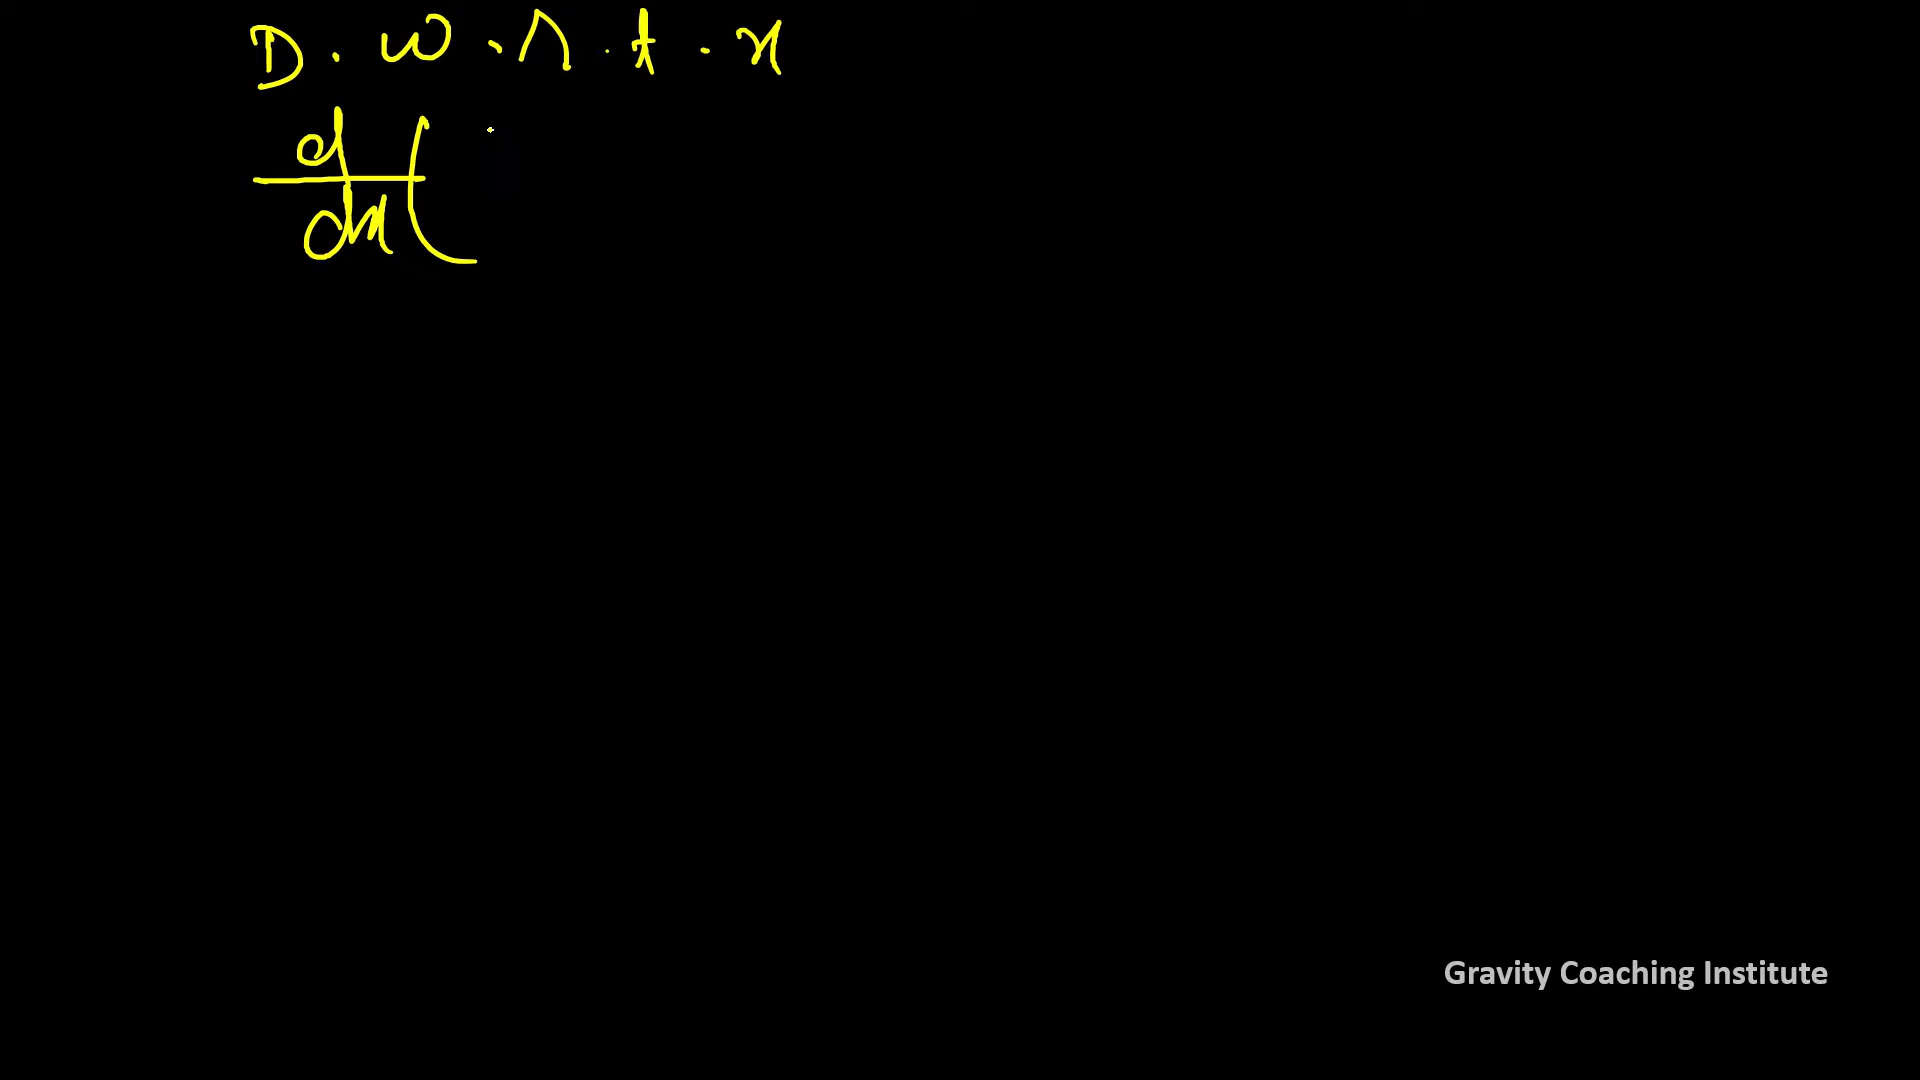 D. w. r. t. x
d/dx (
Gravity Coaching Institute